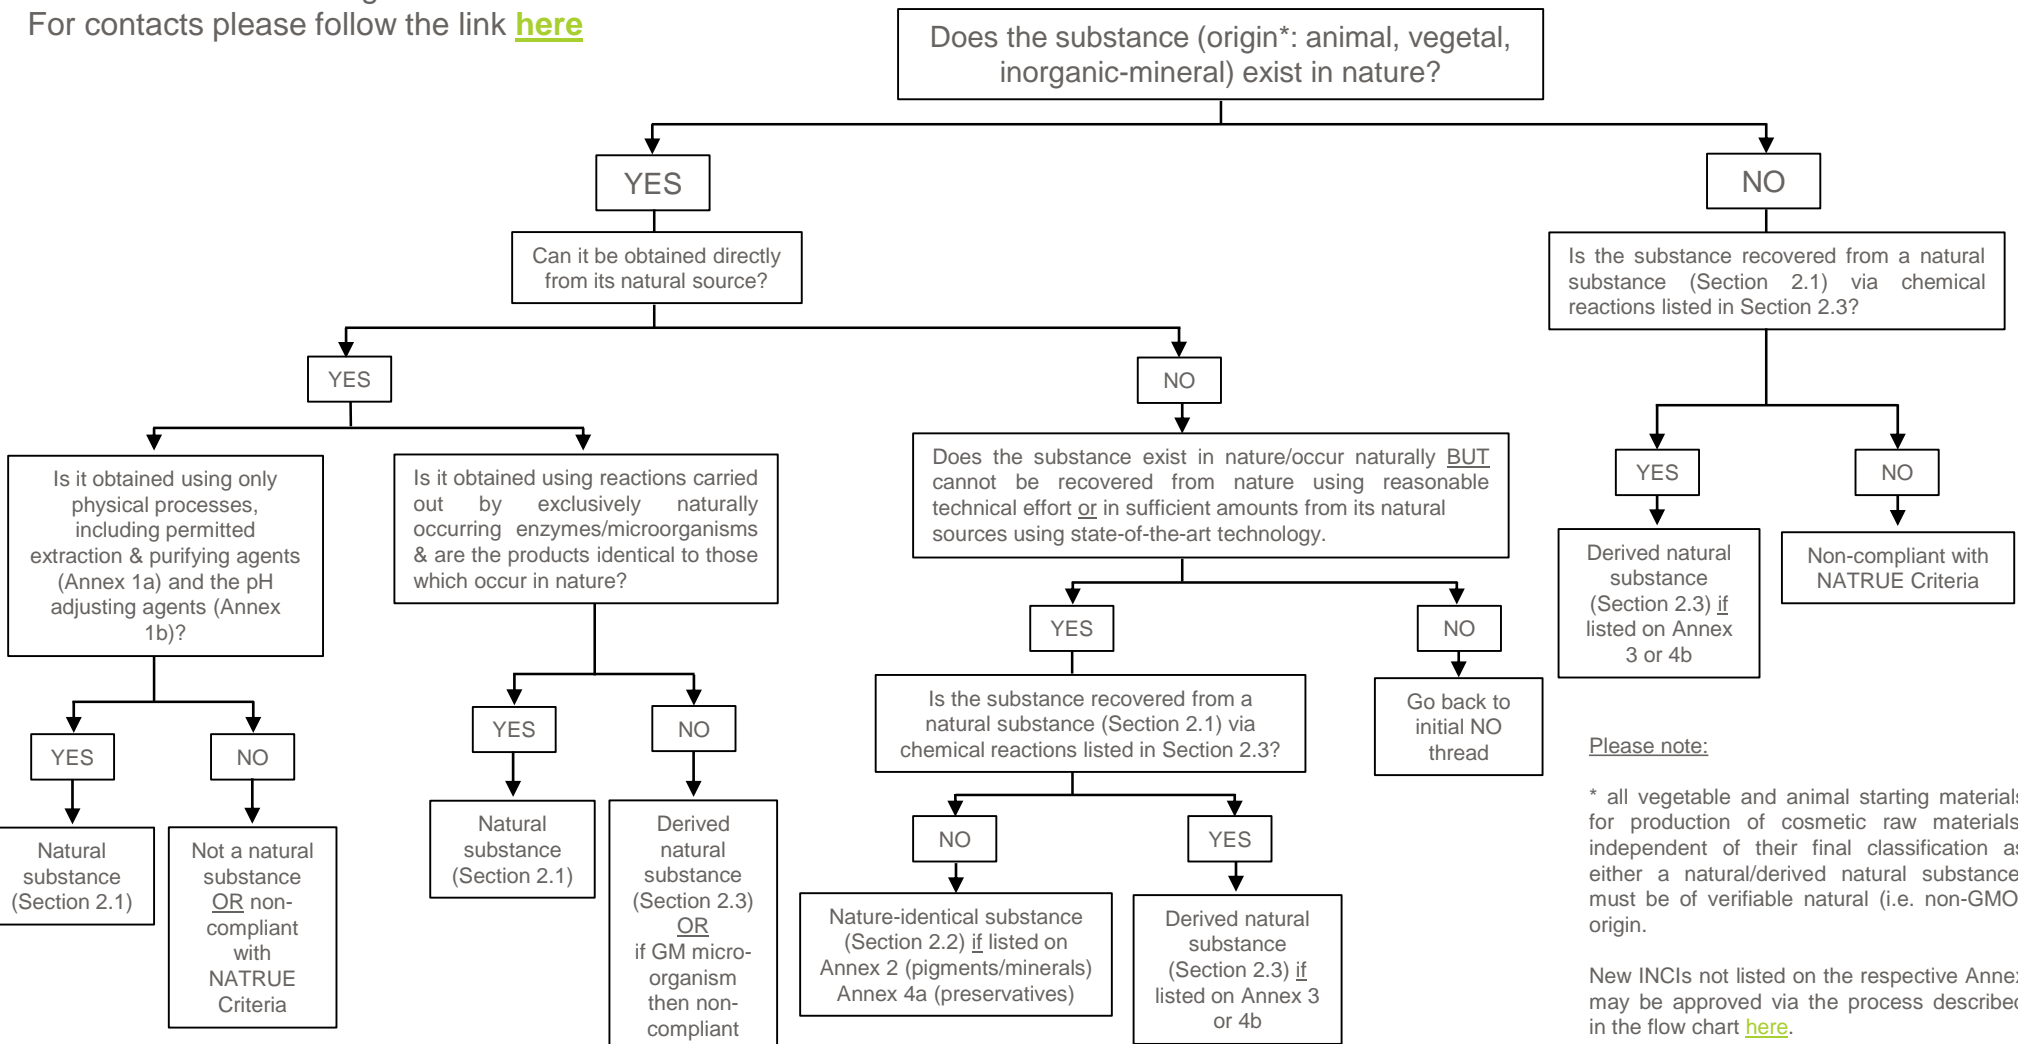 For contacts please follow the link here
Does the substance (origin*: animal, vegetal,
inorganic-mineral) exist in nature?
YES
NO
Can it be obtained directly
from its natural source?
Is the substance recovered from a natural
substance (Section 2.1) via chemical
reactions listed in Section 2.3?
YES
NO
Is it obtained using only
physical processes,
including permitted
extraction & purifying agents
(Annex 1a) and the pH
adjusting agents (Annex
1b)?
Is it obtained using reactions carried
out by exclusively naturally
occurring enzymes/microorganisms
& are the products identical to those
which occur in nature?
Does the substance exist in nature/occur naturally BUT
cannot be recovered from nature using reasonable
technical effort or in sufficient amounts from its natural
sources using state-of-the-art technology.
YES
NO
Derived natural
substance
(Section 2.3) if
listed on Annex
3 or 4b
Non-compliant with
NATRUE Criteria
YES
NO
Is the substance recovered from a
natural substance (Section 2.1) via
chemical reactions listed in Section 2.3?
Go back to
initial NO
thread
YES
NO
YES
NO
Natural
substance
(Section 2.1)
Not a natural
substance
OR non-
compliant
with
NATRUE
Criteria
Natural
substance
(Section 2.1)
Derived
natural
substance
(Section 2.3)
OR
if GM micro-
organism
then non-
compliant
NO
YES
Nature-identical substance
(Section 2.2) if listed on
Annex 2 (pigments/minerals)
Annex 4a (preservatives)
Derived natural
substance
(Section 2.3) if
listed on Annex 3
or 4b
Please note:
* all vegetable and animal starting materials
for production of cosmetic raw materials
independent of their final classification as
either a natural/derived natural substance
must be of verifiable natural (i.e. non-GMO
origin.
New INCIs not listed on the respective Annex
may be approved via the process described
in the flow chart here.